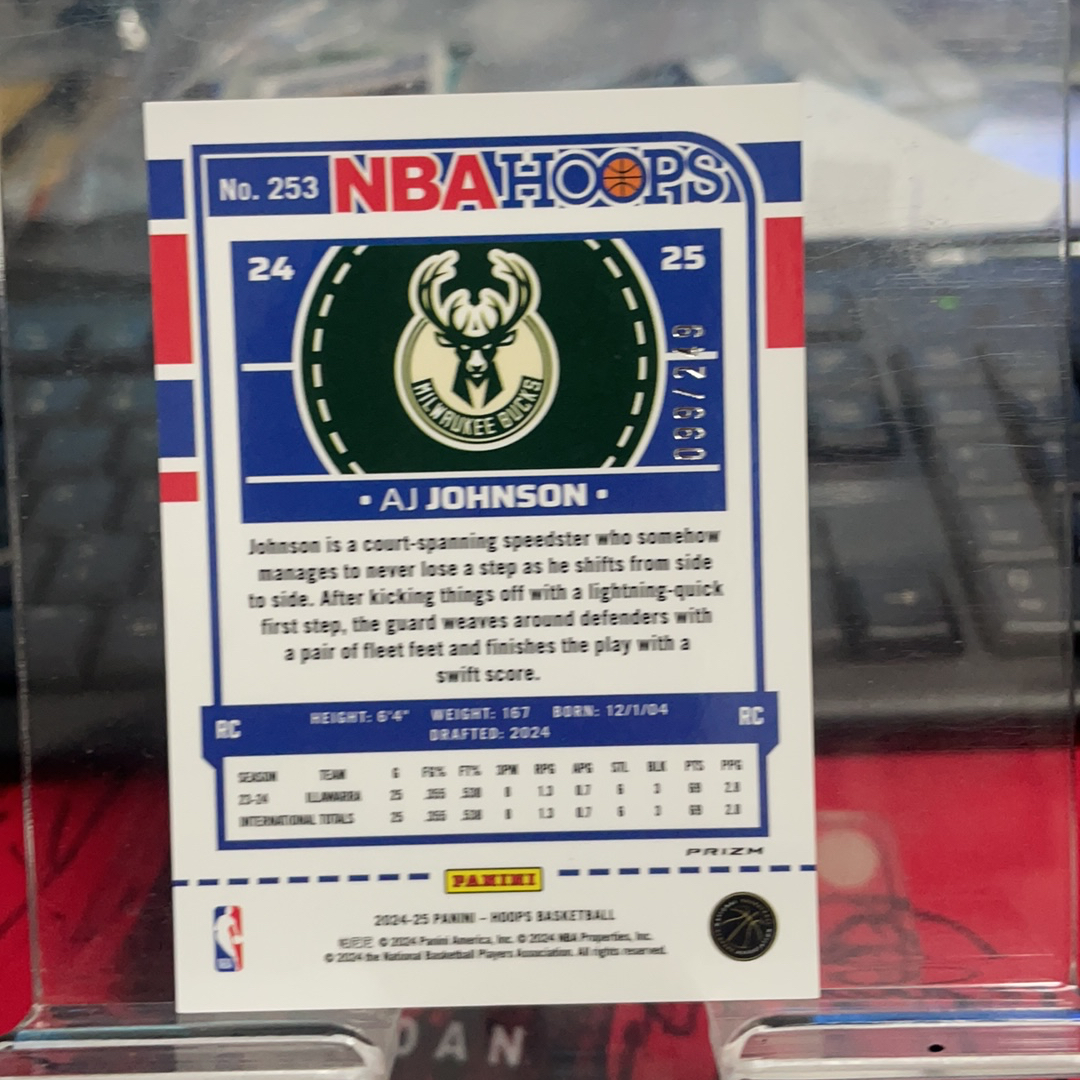 No. 253 NBA HOOPS
24 25
099/249
MILWAUKEE BUCKS
• AJ JOHNSON •
Johnson is a court-spanning speedster who somehow
manages to never lose a step as he shifts from side
to side. After kicking things off with a lightning-quick
first step, the guard weaves around defenders with
a pair of fleet feet and finishes the play with a
swift score.
RC HEIGHT: 6'4" WEIGHT: 167 BORN: 12/1/04 RC
DRAFTED: 2024
SEASON TEAM G FG% FT% 3PM RPG APG STL BLK PTS PPG
23-24 ILLAWARRA 25 .355 .538 8 1.3 0.7 6 3 69 2.8
INTERNATIONAL TOTALS 25 .355 .538 8 1.3 0.7 6 3 69 2.8
PRIZM
PANINI
2024-25 PANINI – HOOPS BASKETBALL
© 2024 Panini America, Inc. © 2024 NBA Properties, Inc.
© 2024 the National Basketball Players Association. All rights reserved.
NBA
DAN